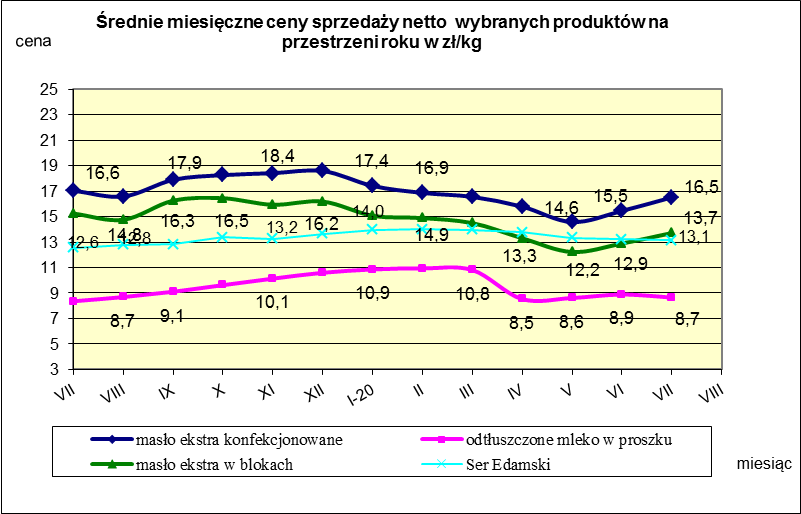 Średnie miesięczne ceny sprzedaży netto wybranych produktów na
przestrzeni roku w zł/kg
cena
25
23
21
19
17
15
13
11
9
7
5
3
16,6 17,9 18,4 17,4 16,9 14,6 15,5 16,5
14,8 16,3 16,5 13,2 16,2 14,0 14,9 13,3 12,2 12,9 13,7
12,6 12,8 13,1
8,7 9,1 10,1 10,9 10,8 8,5 8,6 8,9 8,7
VII VIII IX X XI XII I-20 II III IV V VI VII VIII
masło ekstra konfekcjonowane odtłuszczone mleko w proszku
masło ekstra w blokach Ser Edamski
miesiąc